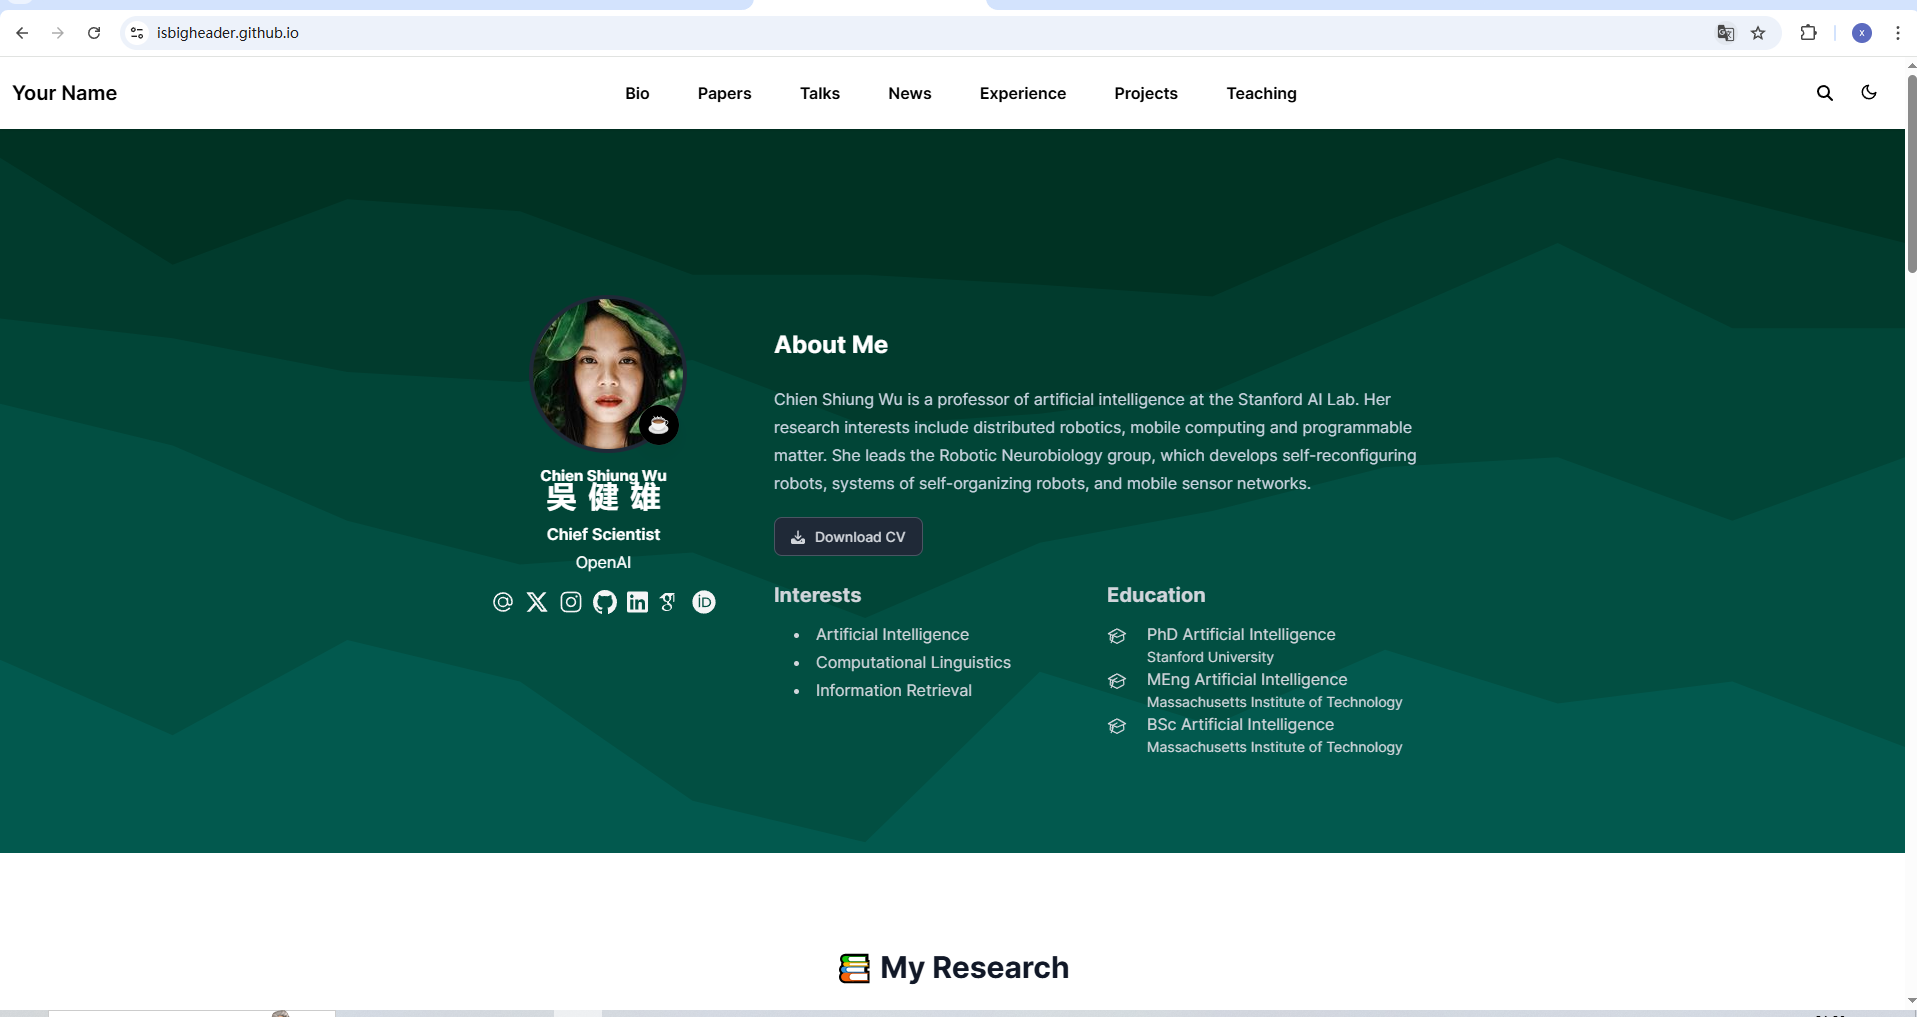 isbigheader.github.io
x
Your Name
Bio
Papers
Talks
News
Experience
Projects
Teaching
Chien Shiung Wu
吳健雄
Chief Scientist
OpenAI
About Me
Chien Shiung Wu is a professor of artificial intelligence at the Stanford AI Lab. Her
research interests include distributed robotics, mobile computing and programmable
matter. She leads the Robotic Neurobiology group, which develops self-reconfiguring
robots, systems of self-organizing robots, and mobile sensor networks.
Download CV
Interests
Artificial Intelligence
Computational Linguistics
Information Retrieval
Education
PhD Artificial Intelligence
Stanford University
MEng Artificial Intelligence
Massachusetts Institute of Technology
BSc Artificial Intelligence
Massachusetts Institute of Technology
My Research